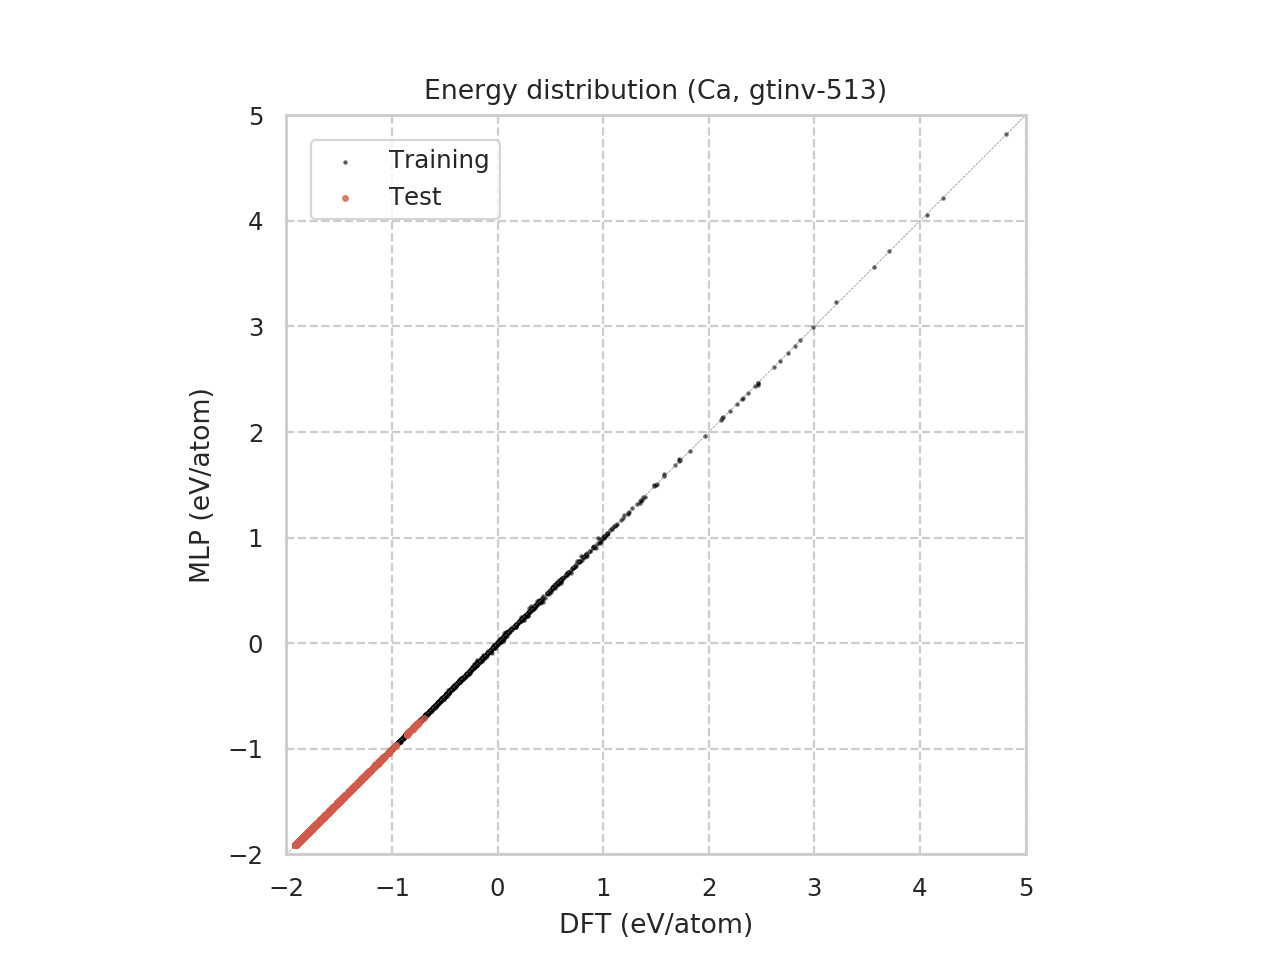 Energy distribution (Ca, gtinv-513)
Training
Test
5
4
3
2
1
0
−1
−2
MLP (eV/atom)
−2 −1 0 1 2 3 4 5
DFT (eV/atom)